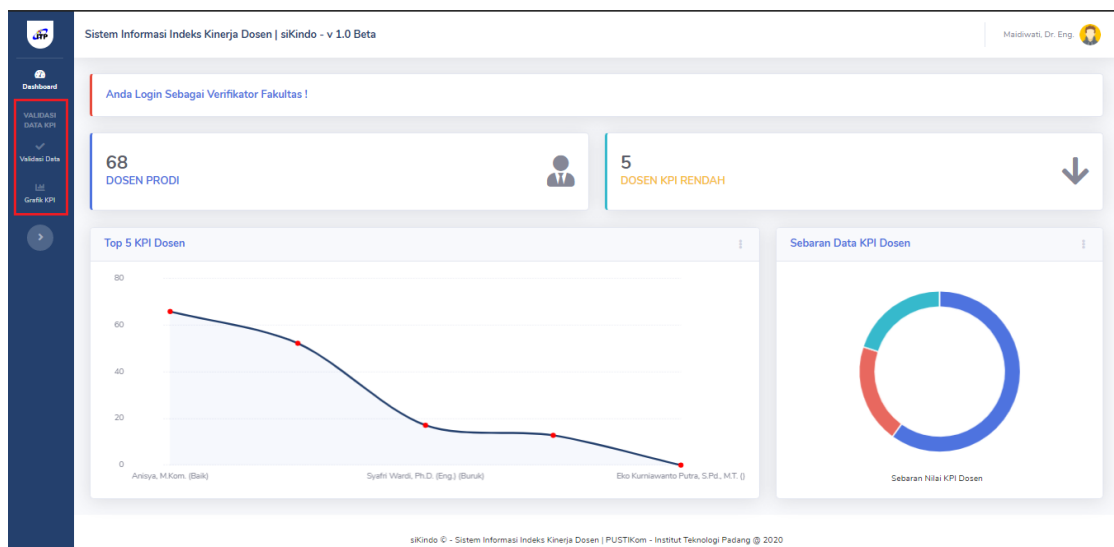 ITP
Sistem Informasi Indeks Kinerja Dosen | siKindo - v 1.0 Beta
Maidiwati, Dr. Eng.
Dashboard
VALIDASI
DATA KPI
Validasi Data
Grafik KPI
Anda Login Sebagai Verifikator Fakultas !
68
DOSEN PRODI
5
DOSEN KPI RENDAH
Top 5 KPI Dosen
80
60
40
20
0
Anisya, M.Kom. (Baik)
Syafri Wardi, Ph.D. (Eng.) (Buruk)
Eko Kurniawanto Putra, S.Pd., M.T. ()
Sebaran Data KPI Dosen
Sebaran Nilai KPI Dosen
siKindo © - Sistem Informasi Indeks Kinerja Dosen | PUSTIKom - Institut Teknologi Padang @ 2020